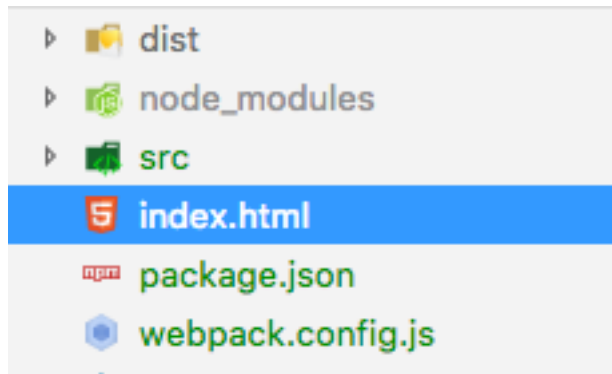 dist
node_modules
src
index.html
package.json
webpack.config.js